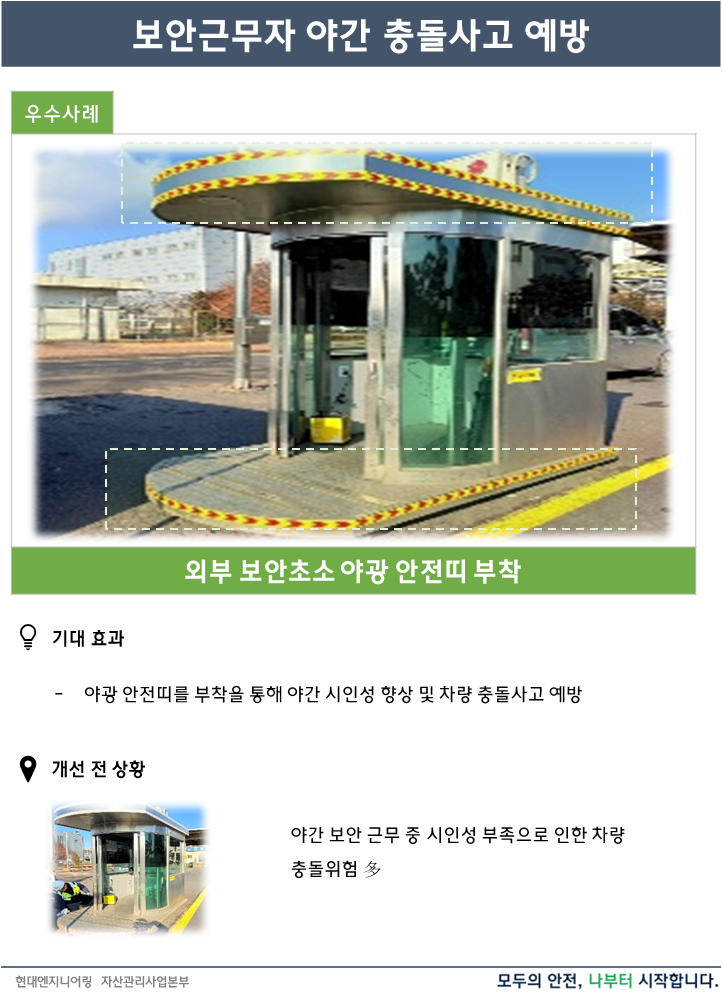 보안근무자 야간 충돌사고 예방
우수사례
외부 보안초소 야광 안전띠 부착
기대 효과
- 야광 안전띠를 부착을 통해 야간 시인성 향상 및 차량 충돌사고 예방
개선 전 상황
야간 보안 근무 중 시인성 부족으로 인한 차량
충돌위험 多
현대엔지니어링 자산관리사업본부
모두의 안전, 나부터 시작합니다.